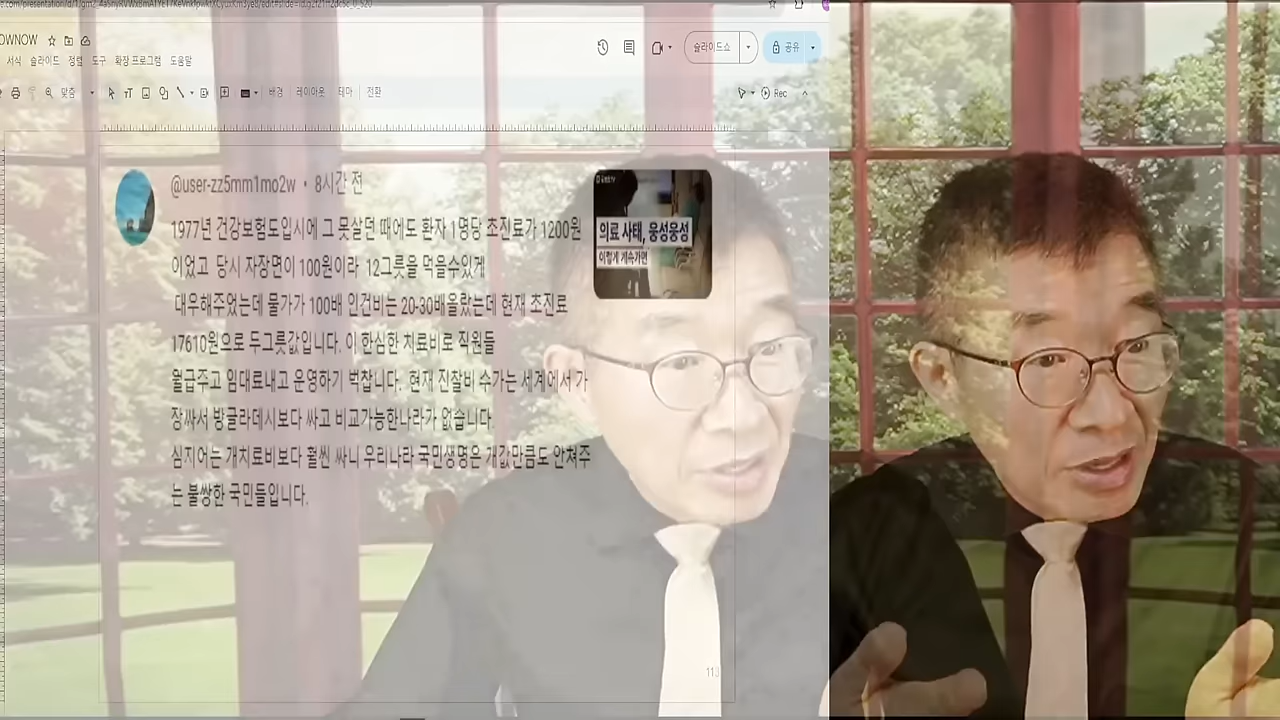 OWNOW
슬라이드 정렬 도구 확장 프로그램 도움말
슬라이드쇼
공유
맞춤
배경 레이아웃 테마 전환
Rec
@user-zz5mm1mo2w • 8시간 전
1977년 건강보험도입시에 그 못살던 때에도 환자 1명당 초진료가 1200원
이었고 당시 자장면이 100원이라 12그릇을 먹을수있게
대우해주었는데 물가가 100배 인건비는 20-30배올랐는데 현재 초진료
17610원으로 두그릇값입니다. 이 한심한 치료비로 직원들
월급주고 임대료내고 운영하기 벅찹니다. 현재 진찰비 수가는 세계에서 가
장싸서 방글라데시보다 싸고 비교가능한나라가 없습니다.
심지어는 개치료비보다 훨씬 싸니 우리나라 국민생명은 개값만큼도 안쳐주
는 불쌍한 국민들입니다.
의료 사태, 웅성웅성
이렇게 계속가면
113